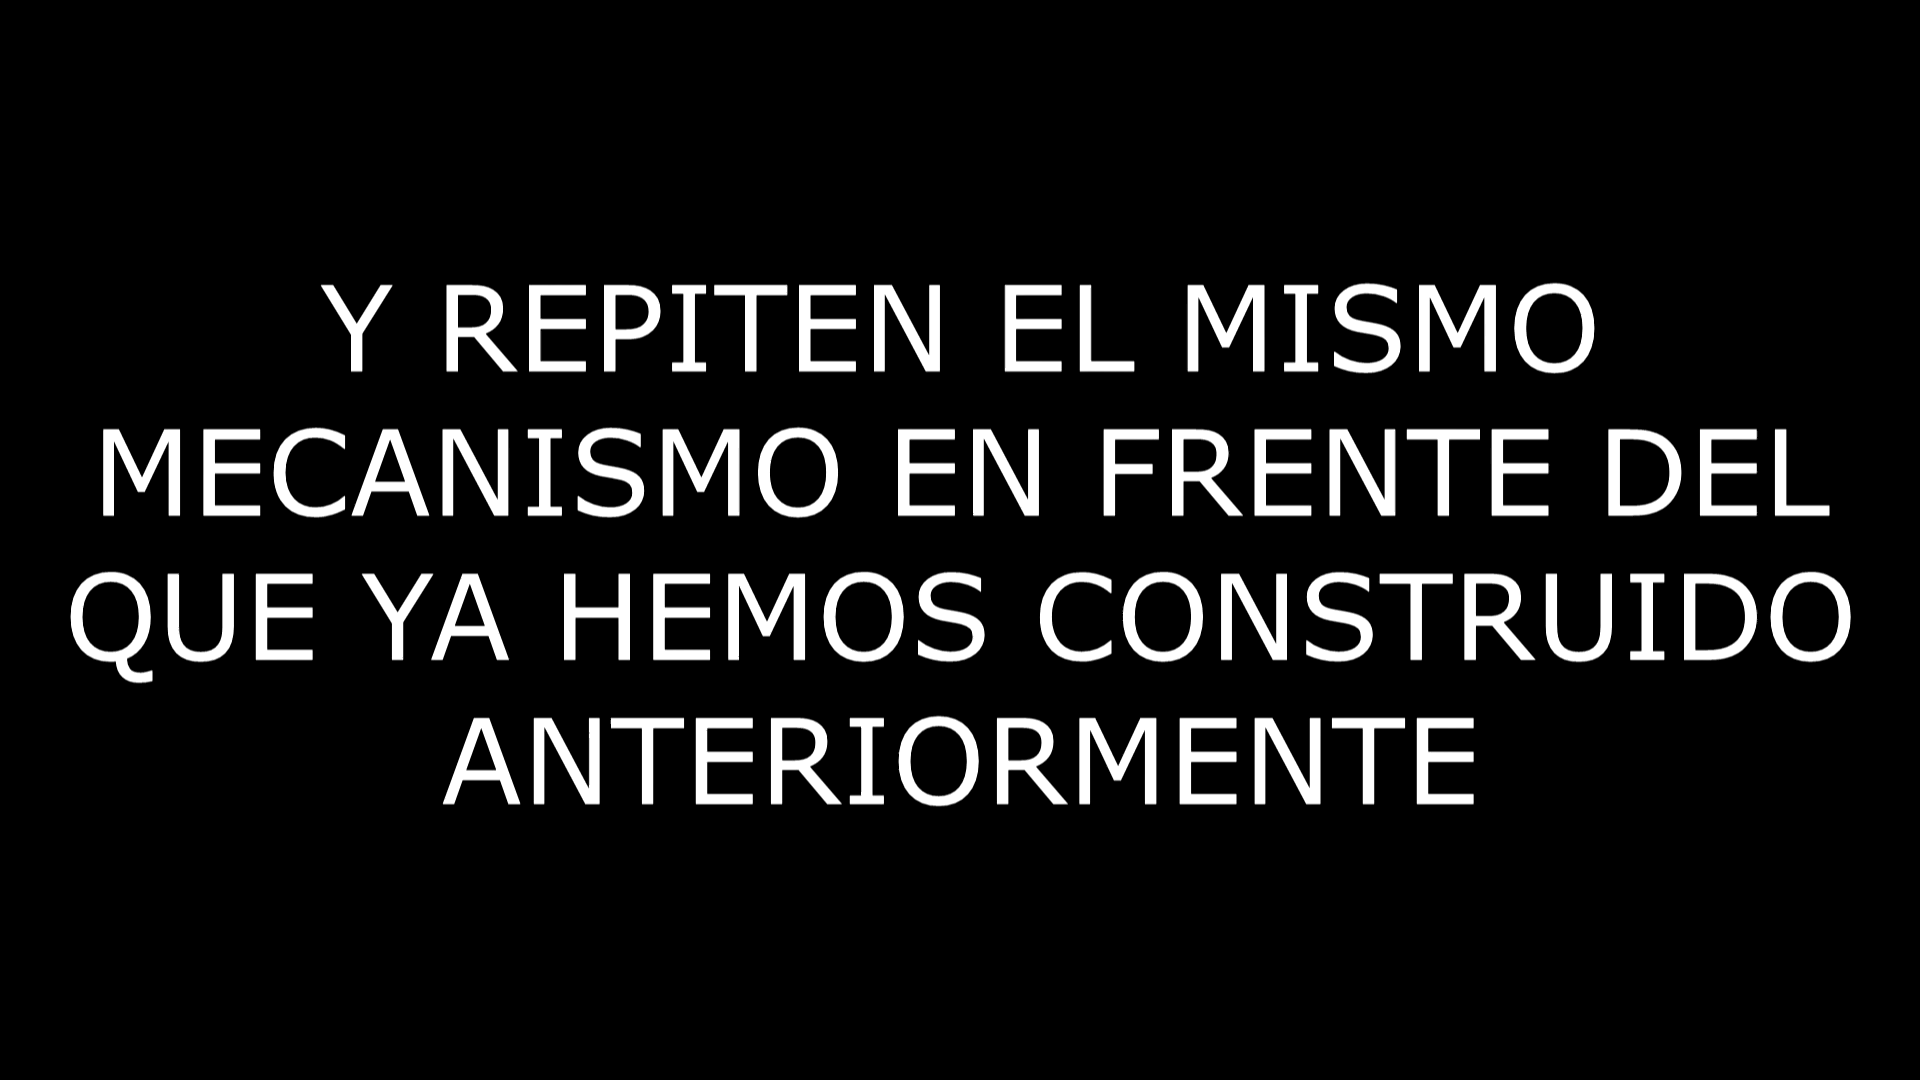 Y REPITEN EL MISMO
MECANISMO EN FRENTE DEL
QUE YA HEMOS CONSTRUIDO
ANTERIORMENTE